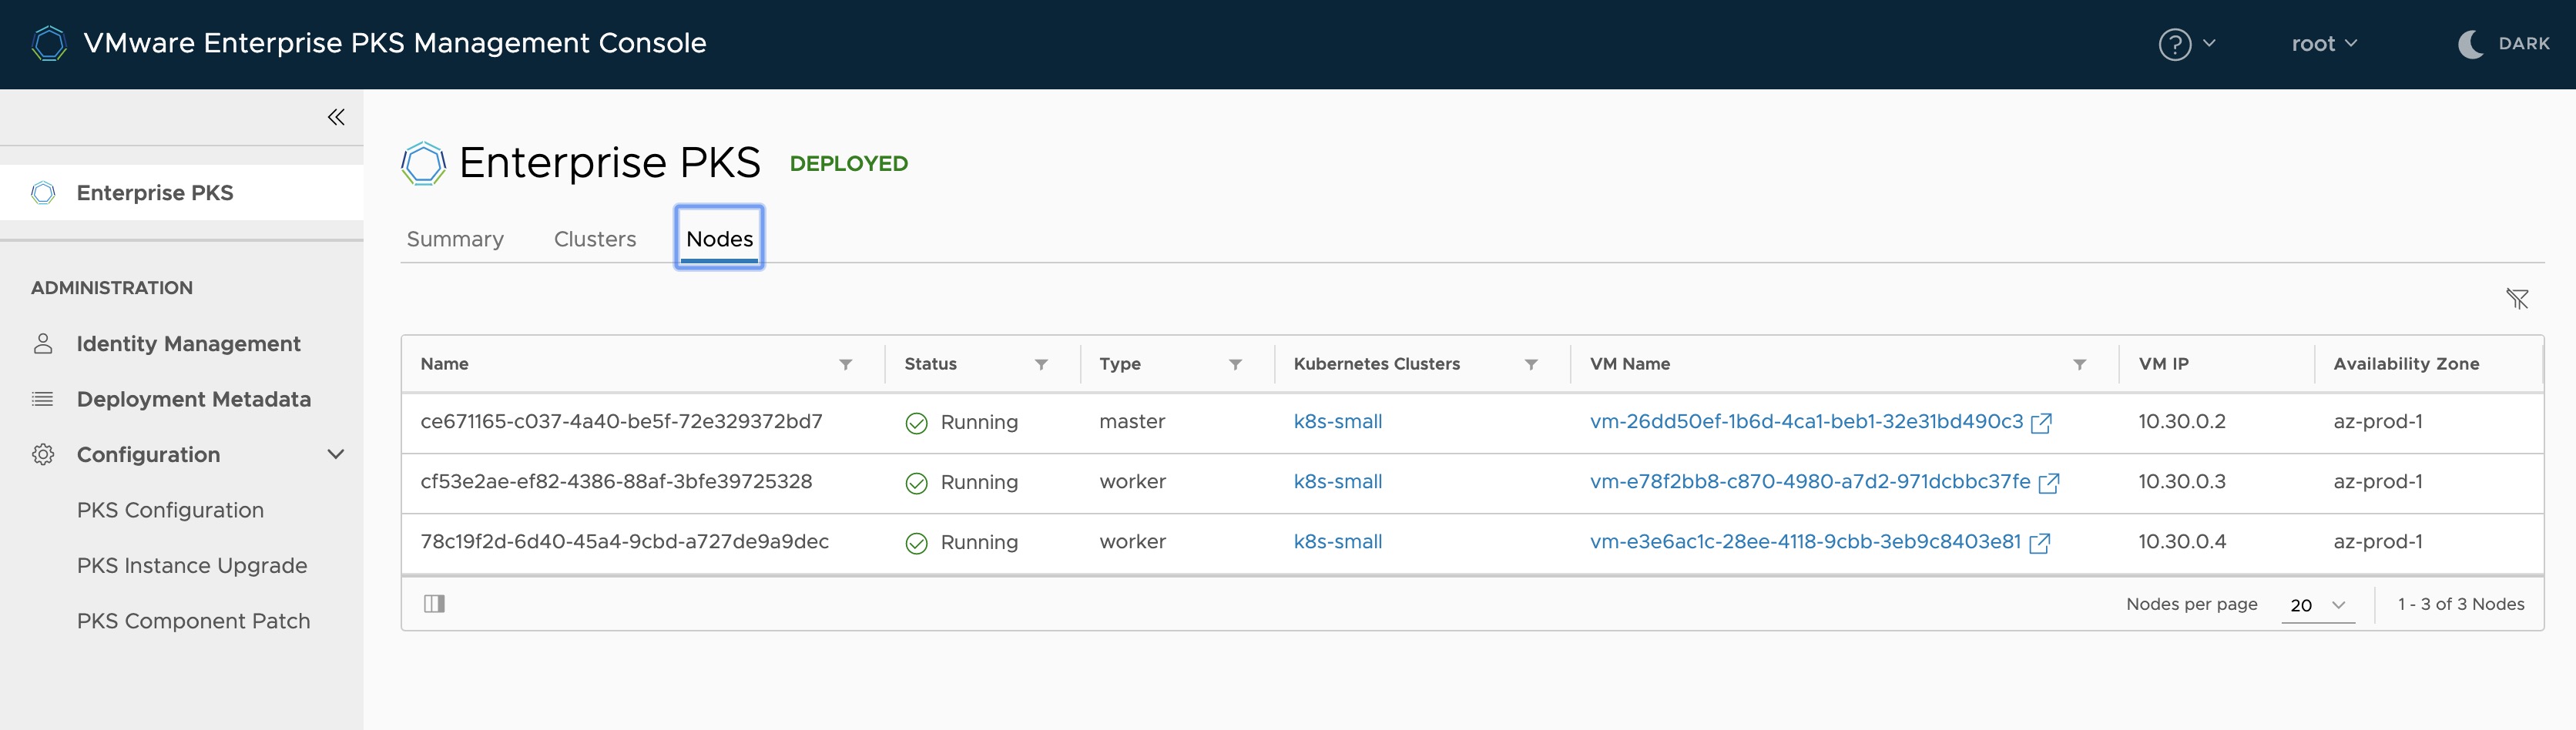 VMware Enterprise PKS Management Console
? root DARK
Enterprise PKS
ADMINISTRATION
Identity Management
Deployment Metadata
Configuration
PKS Configuration
PKS Instance Upgrade
PKS Component Patch
Enterprise PKS DEPLOYED
Summary Clusters Nodes
Name Status Type Kubernetes Clusters VM Name VM IP Availability Zone
ce671165-c037-4a40-be5f-72e329372bd7 Running master k8s-small vm-26dd50ef-1b6d-4ca1-beb1-32e31bd490c3 10.30.0.2 az-prod-1
cf53e2ae-ef82-4386-88af-3bfe39725328 Running worker k8s-small vm-e78f2bb8-c870-4980-a7d2-971dcbbc37fe 10.30.0.3 az-prod-1
78c19f2d-6d40-45a4-9cbd-a727de9a9dec Running worker k8s-small vm-e3e6ac1c-28ee-4118-9cbb-3eb9c8403e81 10.30.0.4 az-prod-1
Nodes per page 20 1 - 3 of 3 Nodes